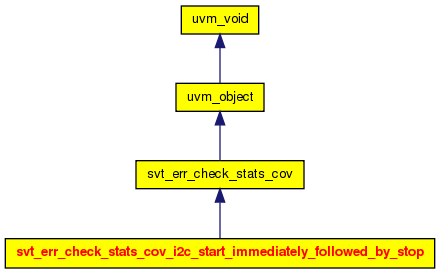 uvm_void
uvm_object
svt_err_check_stats_cov
svt_err_check_stats_cov_i2c_start_immediately_followed_by_stop